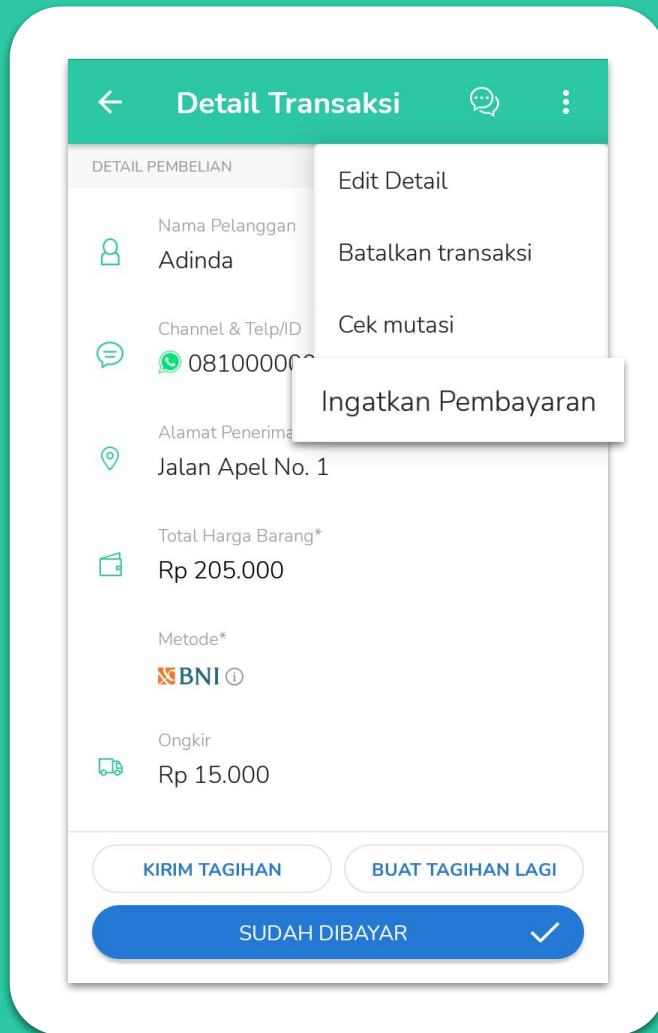 Detail Transaksi
DETAIL PEMBELIAN
Edit Detail
Batalkan transaksi
Cek mutasi
Ingatkan Pembayaran
Nama Pelanggan
Adinda
Channel & Telp/ID
Alamat
Jalan Apel No. 1
Total Harga Barang*
Rp 205.000
Metode*
BNI
Ongkir
Rp 15.000
KIRIM TAGIHAN
BUAT TAGIHAN LAGI
SUDAH DIBAYAR